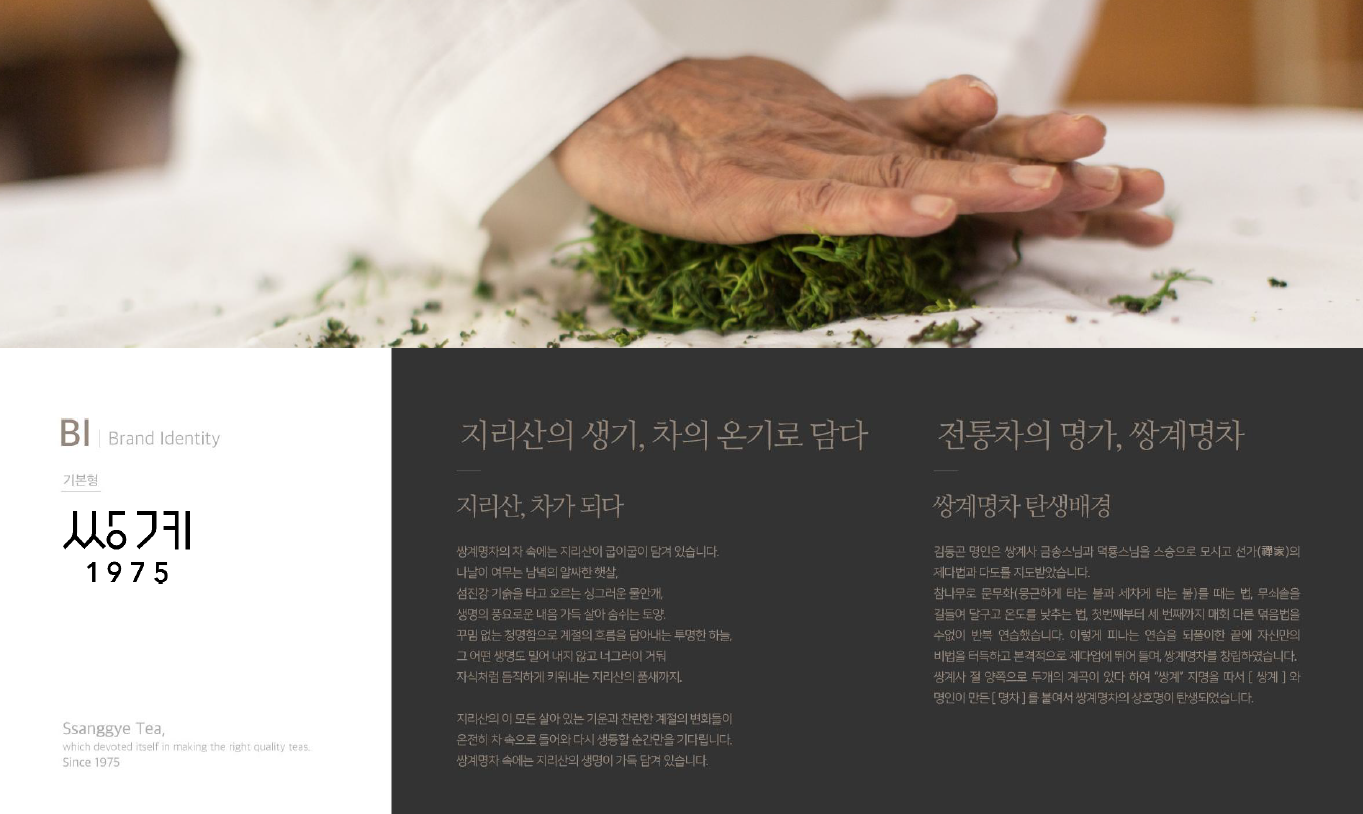 BI | Brand Identity
기본형
쌍계
1975
Ssanggye Tea,
which devoted itself in making the right quality teas.
Since 1975
지리산의 생기, 차의 온기로 담다
지리산, 차가 되다
쌍계명차의 차 속에는 지리산이 굽이굽이 담겨 있습니다.
나날이 여무는 남녘의 알싸한 햇살,
섬진강 기슭을 타고 오르는 싱그러운 물안개,
생명의 풍요로운 내음 가득 살아 숨쉬는 토양.
꾸밈 없는 청명함으로 계절의 흐름을 담아내는 투명한 하늘,
그 어떤 생명도 밀어 내지 않고 너그러이 거둬
자식처럼 듬직하게 키워내는 지리산의 품새까지.
지리산의 이 모든 살아 있는 기운과 찬란한 계절의 변화들이
온전히 차 속으로 들어와 다시 생동할 순간만을 기다립니다.
쌍계명차 속에는 지리산의 생명이 가득 담겨 있습니다.
전통차의 명가, 쌍계명차
쌍계명차 탄생배경
김동곤 명인은 쌍계사 금송스님과 덕룡스님을 스승으로 모시고 선가(禪家)의
제다법과 다도를 지도받았습니다.
참나무로 문무화(뭉근하게 타는 불과 세차게 타는 불)를 때는 법, 무쇠솥을
길들여 달구고 온도를 낮추는 법, 첫번째부터 세 번째까지 매회 다른 덖음법을
수없이 반복 연습했습니다. 이렇게 피나는 연습을 되풀이한 끝에 자신만의
비법을 터득하고 본격적으로 제다업에 뛰어 들며, 쌍계명차를 창립하였습니다.
쌍계사 절 양쪽으로 두개의 계곡이 있다 하여 "쌍계" 지명을 따서 [ 쌍계 ] 와
명인이 만든 [ 명차 ] 를 붙여서 쌍계명차의 상호명이 탄생되었습니다.